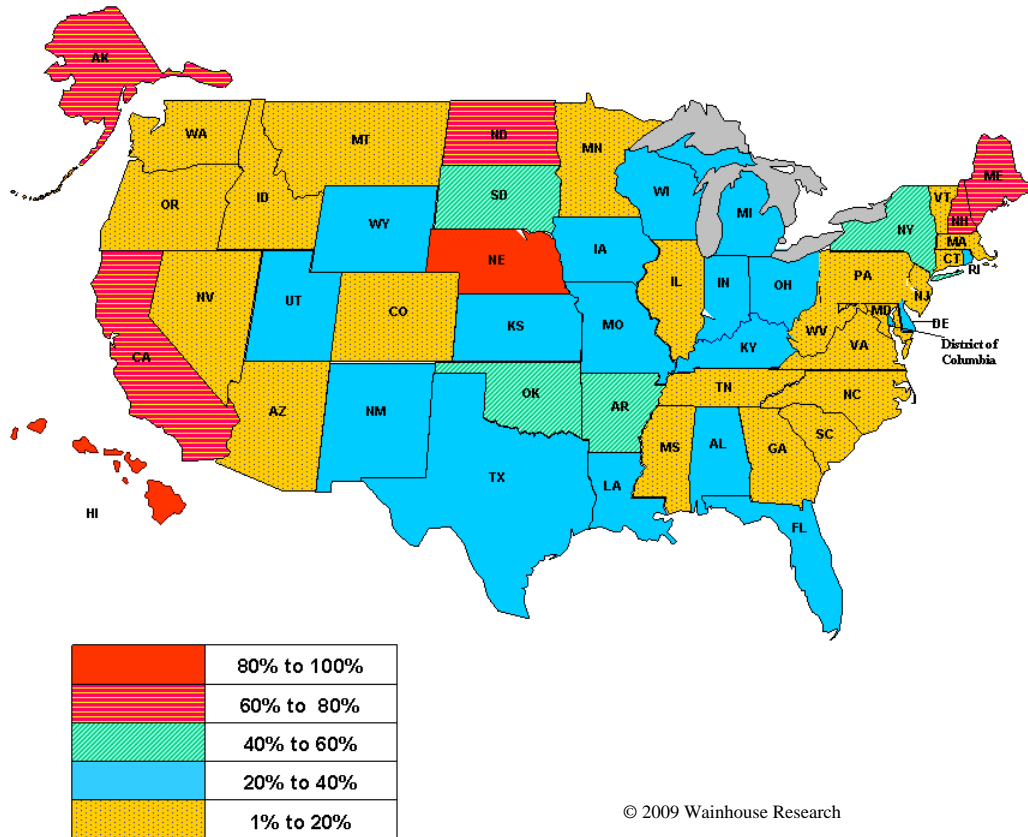 AK
WA
MT
ND
MN
ME
VT
NH
OR
ID
SD
WI
MI
NY
MA
CT
RI
WY
IA
NE
PA
NJ
NV
UT
CO
IL
IN
OH
MD
DE
District of
Columbia
CA
KS
MO
WV
VA
KY
AZ
NM
OK
AR
TN
NC
SC
MS
AL
GA
TX
LA
FL
HI
80% to 100%
60% to 80%
40% to 60%
20% to 40%
1% to 20%
© 2009 Wainhouse Research